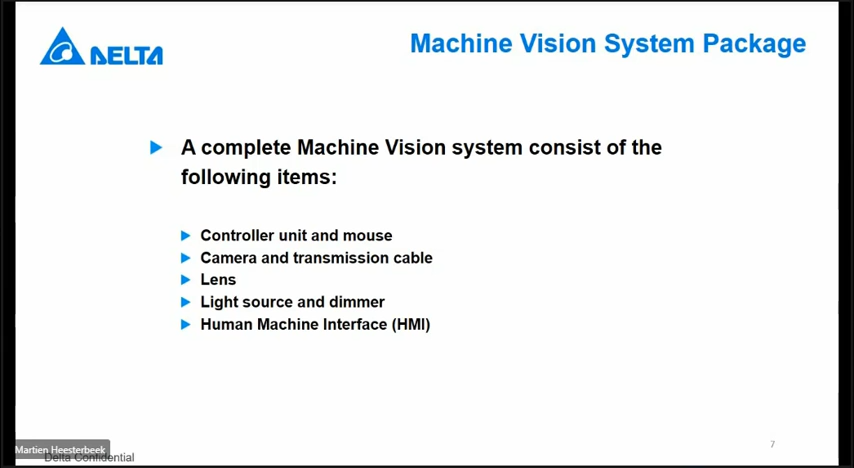 DELTA
Machine Vision System Package
A complete Machine Vision system consist of the
following items:
Controller unit and mouse
Camera and transmission cable
Lens
Light source and dimmer
Human Machine Interface (HMI)
7
Martien Heesterbeek
Delta Confidential